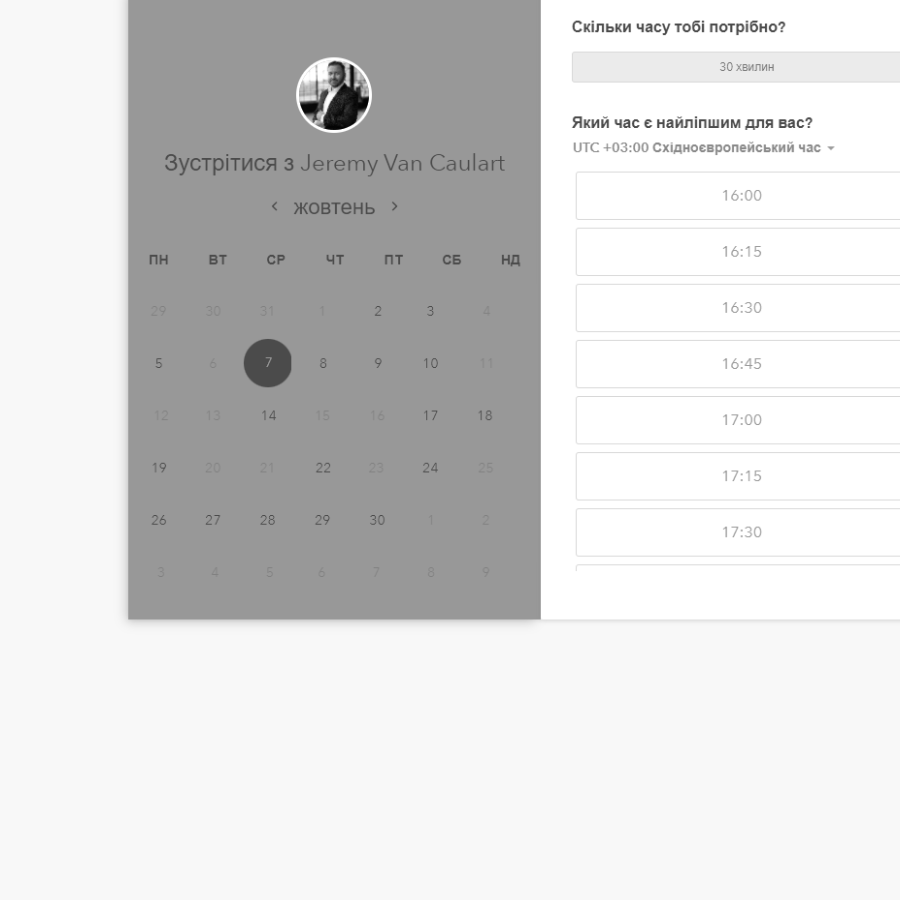 Зустрітися з Jeremy Van Caulart
‹ жовтень ›
ПН ВТ СР ЧТ ПТ СБ НД
29 30 31 1 2 3 4
5 6 7 8 9 10 11
12 13 14 15 16 17 18
19 20 21 22 23 24 25
26 27 28 29 30 1 2
3 4 5 6 7 8 9
Скільки часу тобі потрібно?
30 хвилин
Який час є найліпшим для вас?
UTC +03:00 Східноєвропейський час
16:00
16:15
16:30
16:45
17:00
17:15
17:30